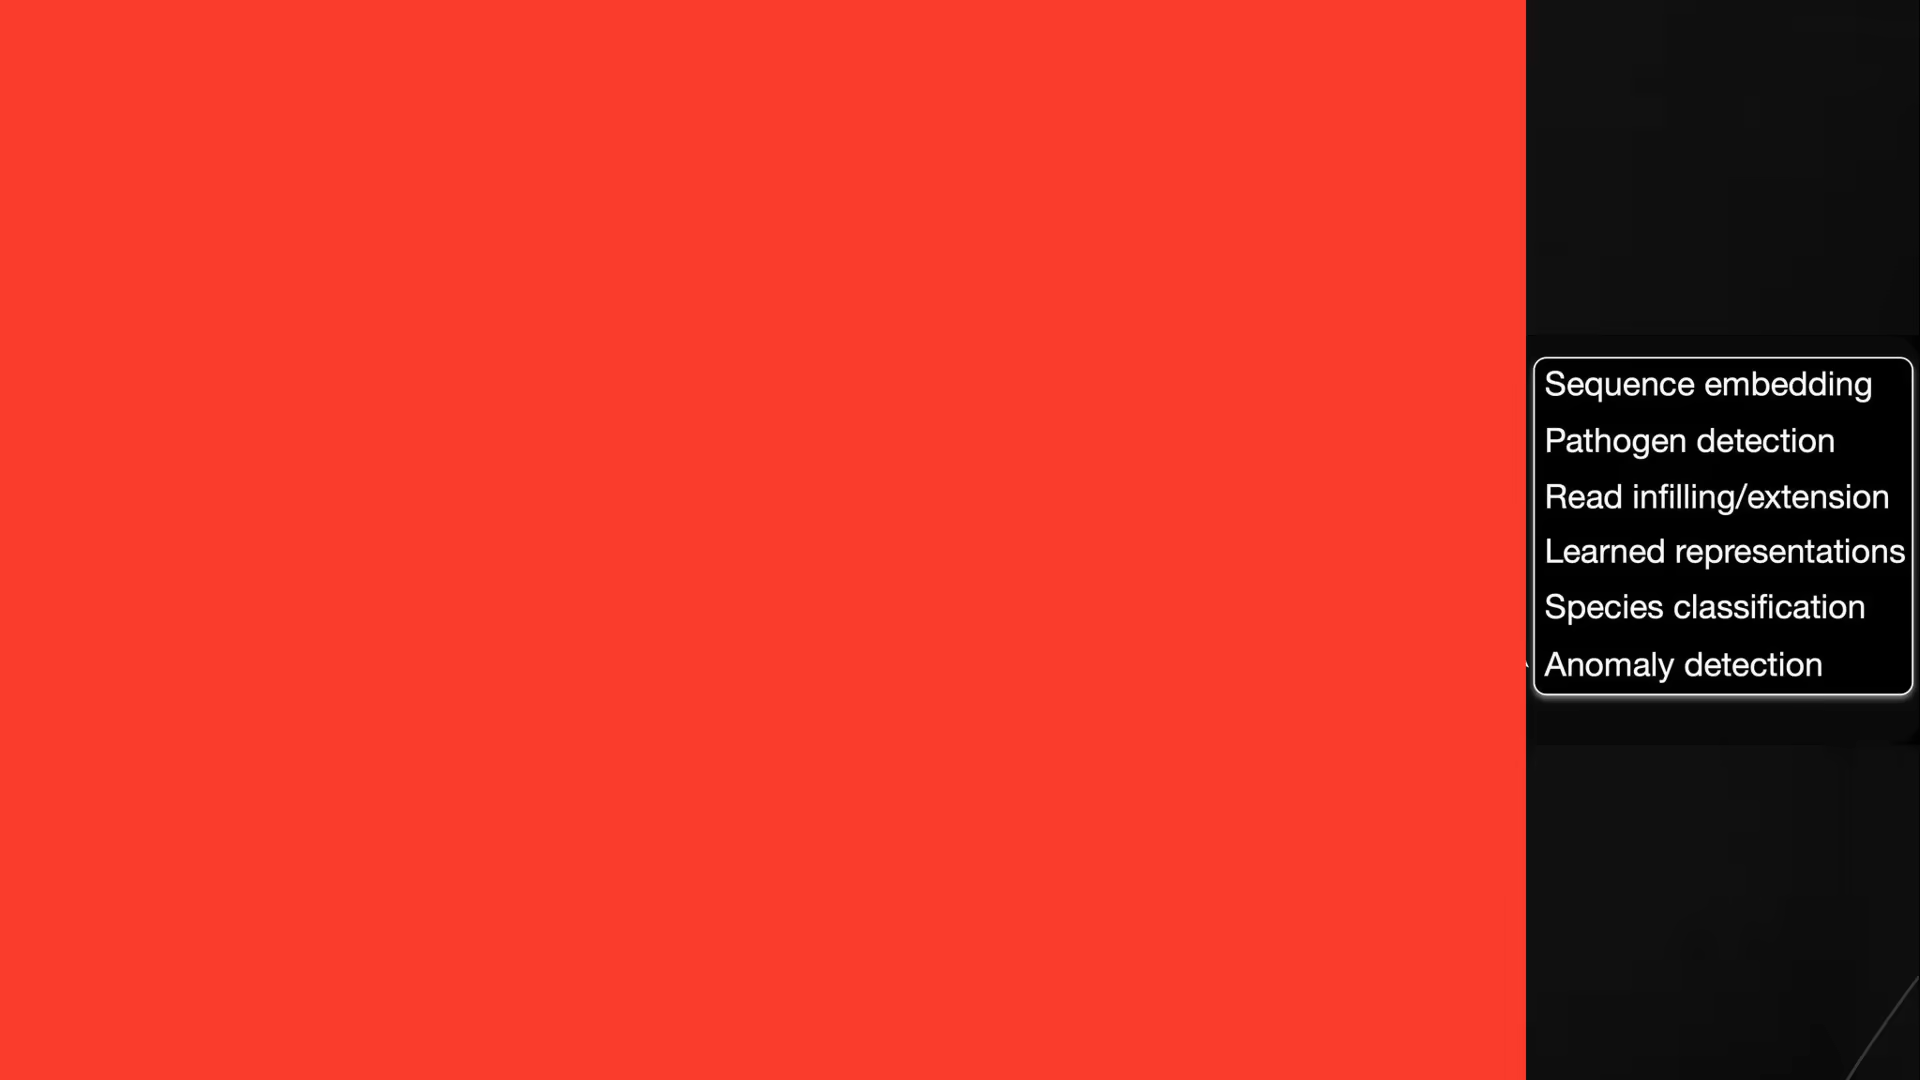 Sequence embedding
Pathogen detection
Read infilling/extension
Learned representations
Species classification
Anomaly detection